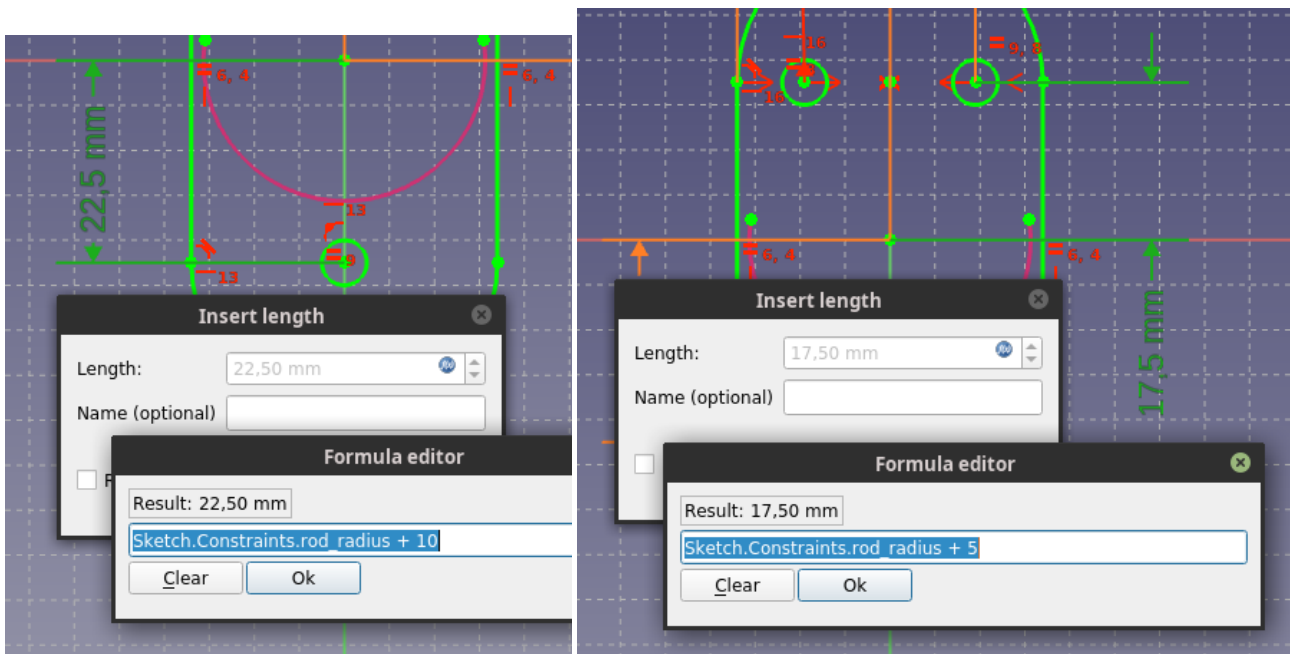 6, 4
6, 4
22,5 mm
13
9
13
Insert length
Length:
22,50 mm
Name (optional)
Formula editor
Result: 22,50 mm
Sketch.Constraints.rod_radius + 10
Clear
Ok
16
16
6, 4
6, 4
17,5 mm
Insert length
Length:
17,50 mm
Name (optional)
Formula editor
Result: 17,50 mm
Sketch.Constraints.rod_radius + 5
Clear
Ok